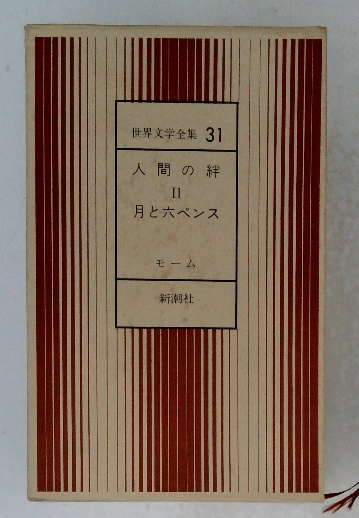 世界文学全集 31
人間の絆
II
月と六ペンス
モーム
新潮社